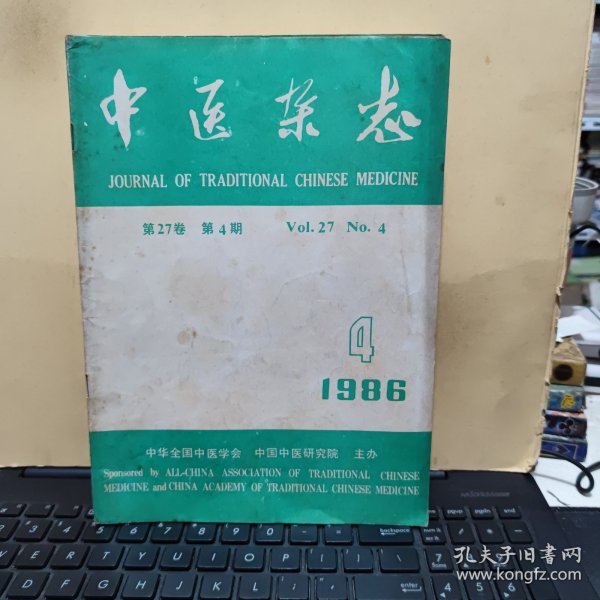 中医杂志
JOURNAL OF TRADITIONAL CHINESE MEDICINE
第27卷 第4期 Vol. 27 No. 4
4
1986
中华全国中医学会 中国中医研究院 主办
Sponsored by ALL-CHINA ASSOCIATION OF TRADITIONAL CHINESE
MEDICINE and CHINA ACADEMY OF TRADITIONAL CHINESE MEDICINE
backspace
enter
孔夫子旧书网
www.kongfz.com